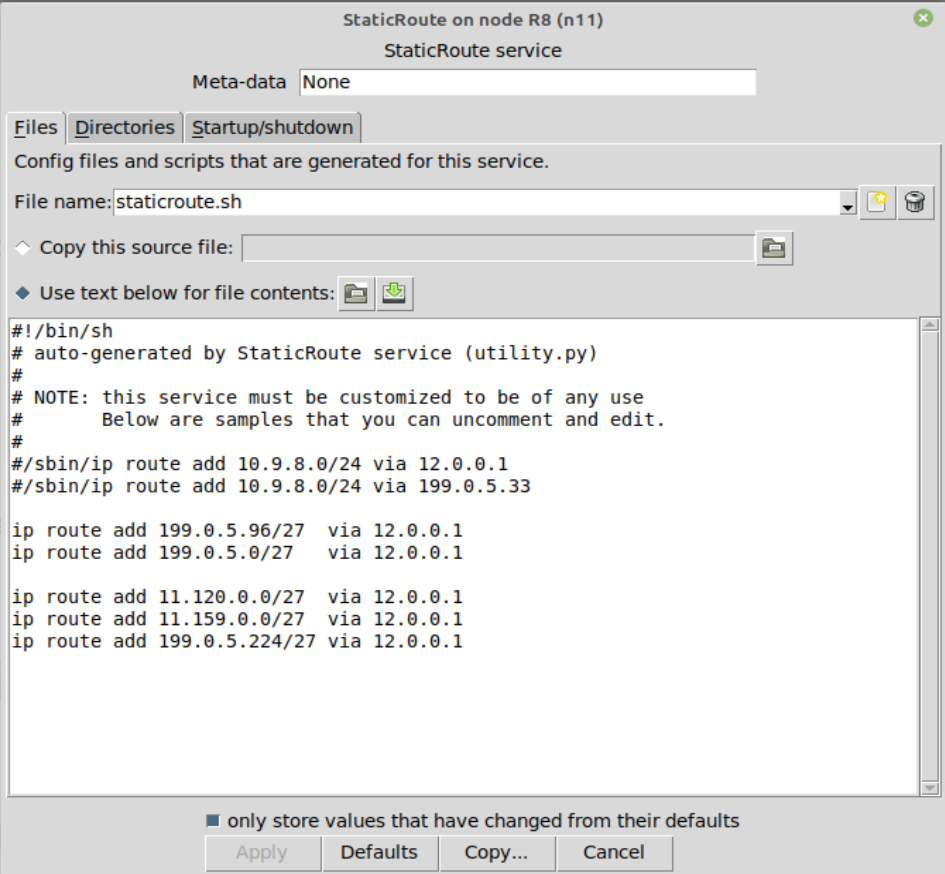 StaticRoute on node R8 (n11)
StaticRoute service
Meta-data None
Files Directories Startup/shutdown
Config files and scripts that are generated for this service.
File name: staticroute.sh
Copy this source file:
Use text below for file contents:
#!/bin/sh
# auto-generated by StaticRoute service (utility.py)
#
# NOTE: this service must be customized to be of any use
#       Below are samples that you can uncomment and edit.
#
#/sbin/ip route add 10.9.8.0/24 via 12.0.0.1
#/sbin/ip route add 10.9.8.0/24 via 199.0.5.33
ip route add 199.0.5.96/27  via 12.0.0.1
ip route add 199.0.5.0/27   via 12.0.0.1
ip route add 11.120.0.0/27  via 12.0.0.1
ip route add 11.159.0.0/27  via 12.0.0.1
ip route add 199.0.5.224/27 via 12.0.0.1
only store values that have changed from their defaults
Apply Defaults Copy... Cancel